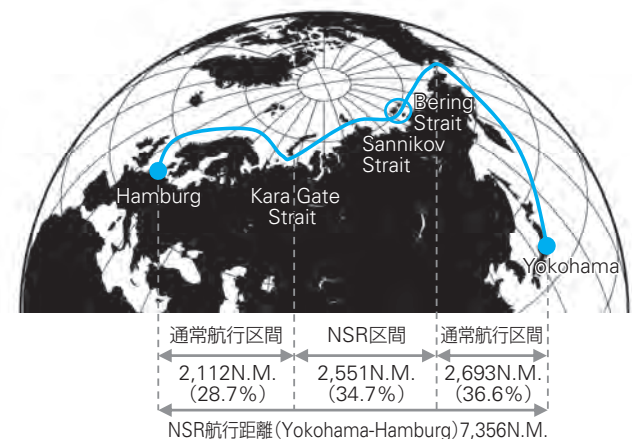 Bering
Strait
Sannikov
Strait
Hamburg
Kara Gate
Strait
Yokohama
通常航行区間
NSR区間
通常航行区間
2,112N.M.
(28.7%)
2,551N.M.
(34.7%)
2,693N.M.
(36.6%)
NSR航行距離(Yokohama-Hamburg)7,356N.M.